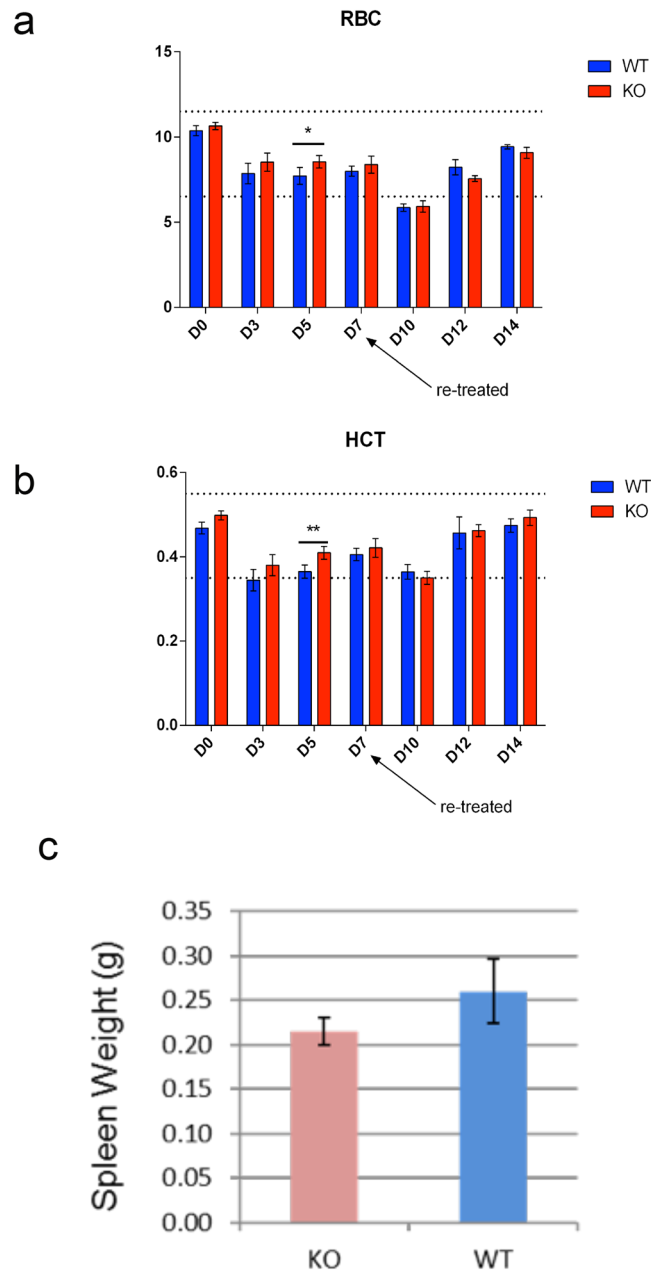 a
RBC
WT
KO
15
10
5
0
*
D0 D3 D5 D7 D10 D12 D14
re-treated
b
HCT
WT
KO
0.6
0.4
0.2
0.0
**
D0 D3 D5 D7 D10 D12 D14
re-treated
c
Spleen Weight (g)
0.35
0.30
0.25
0.20
0.15
0.10
0.05
0.00
KO WT